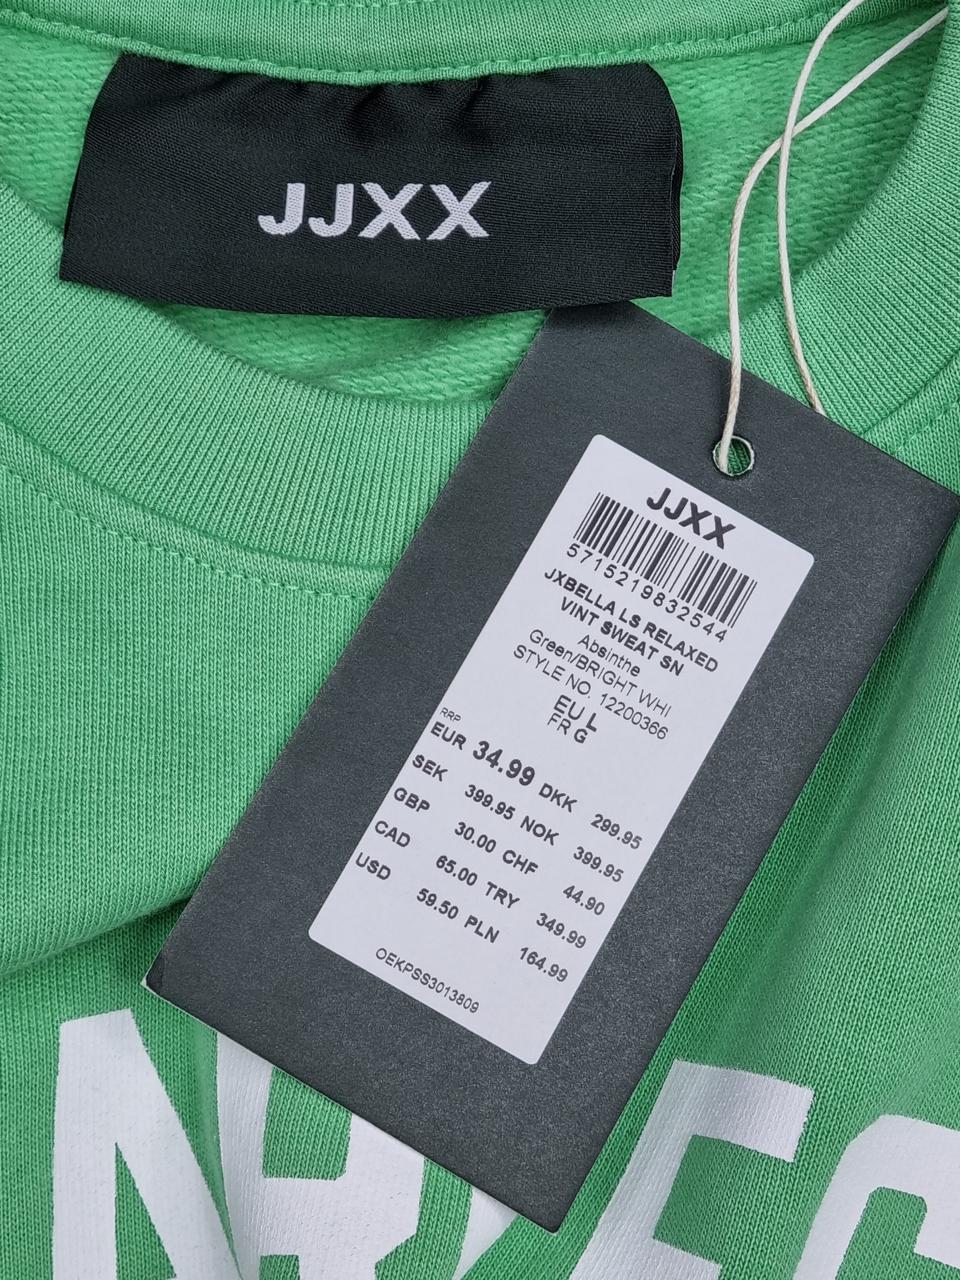 JJXX
JJXX
5715219832544
JXBELLA LS RELAXED
VINT SWEAT SN
Absinthe
Green/BRIGHT WHI
STYLE NO. 12200366
EU L
FR G
RRP
EUR 34.99 DKK 299.95
SEK 399.95 NOK 399.95
GBP 30.00 CHF 44.90
CAD 65.00 TRY 349.99
USD 59.50 PLN 164.99
OEKPSS3013809